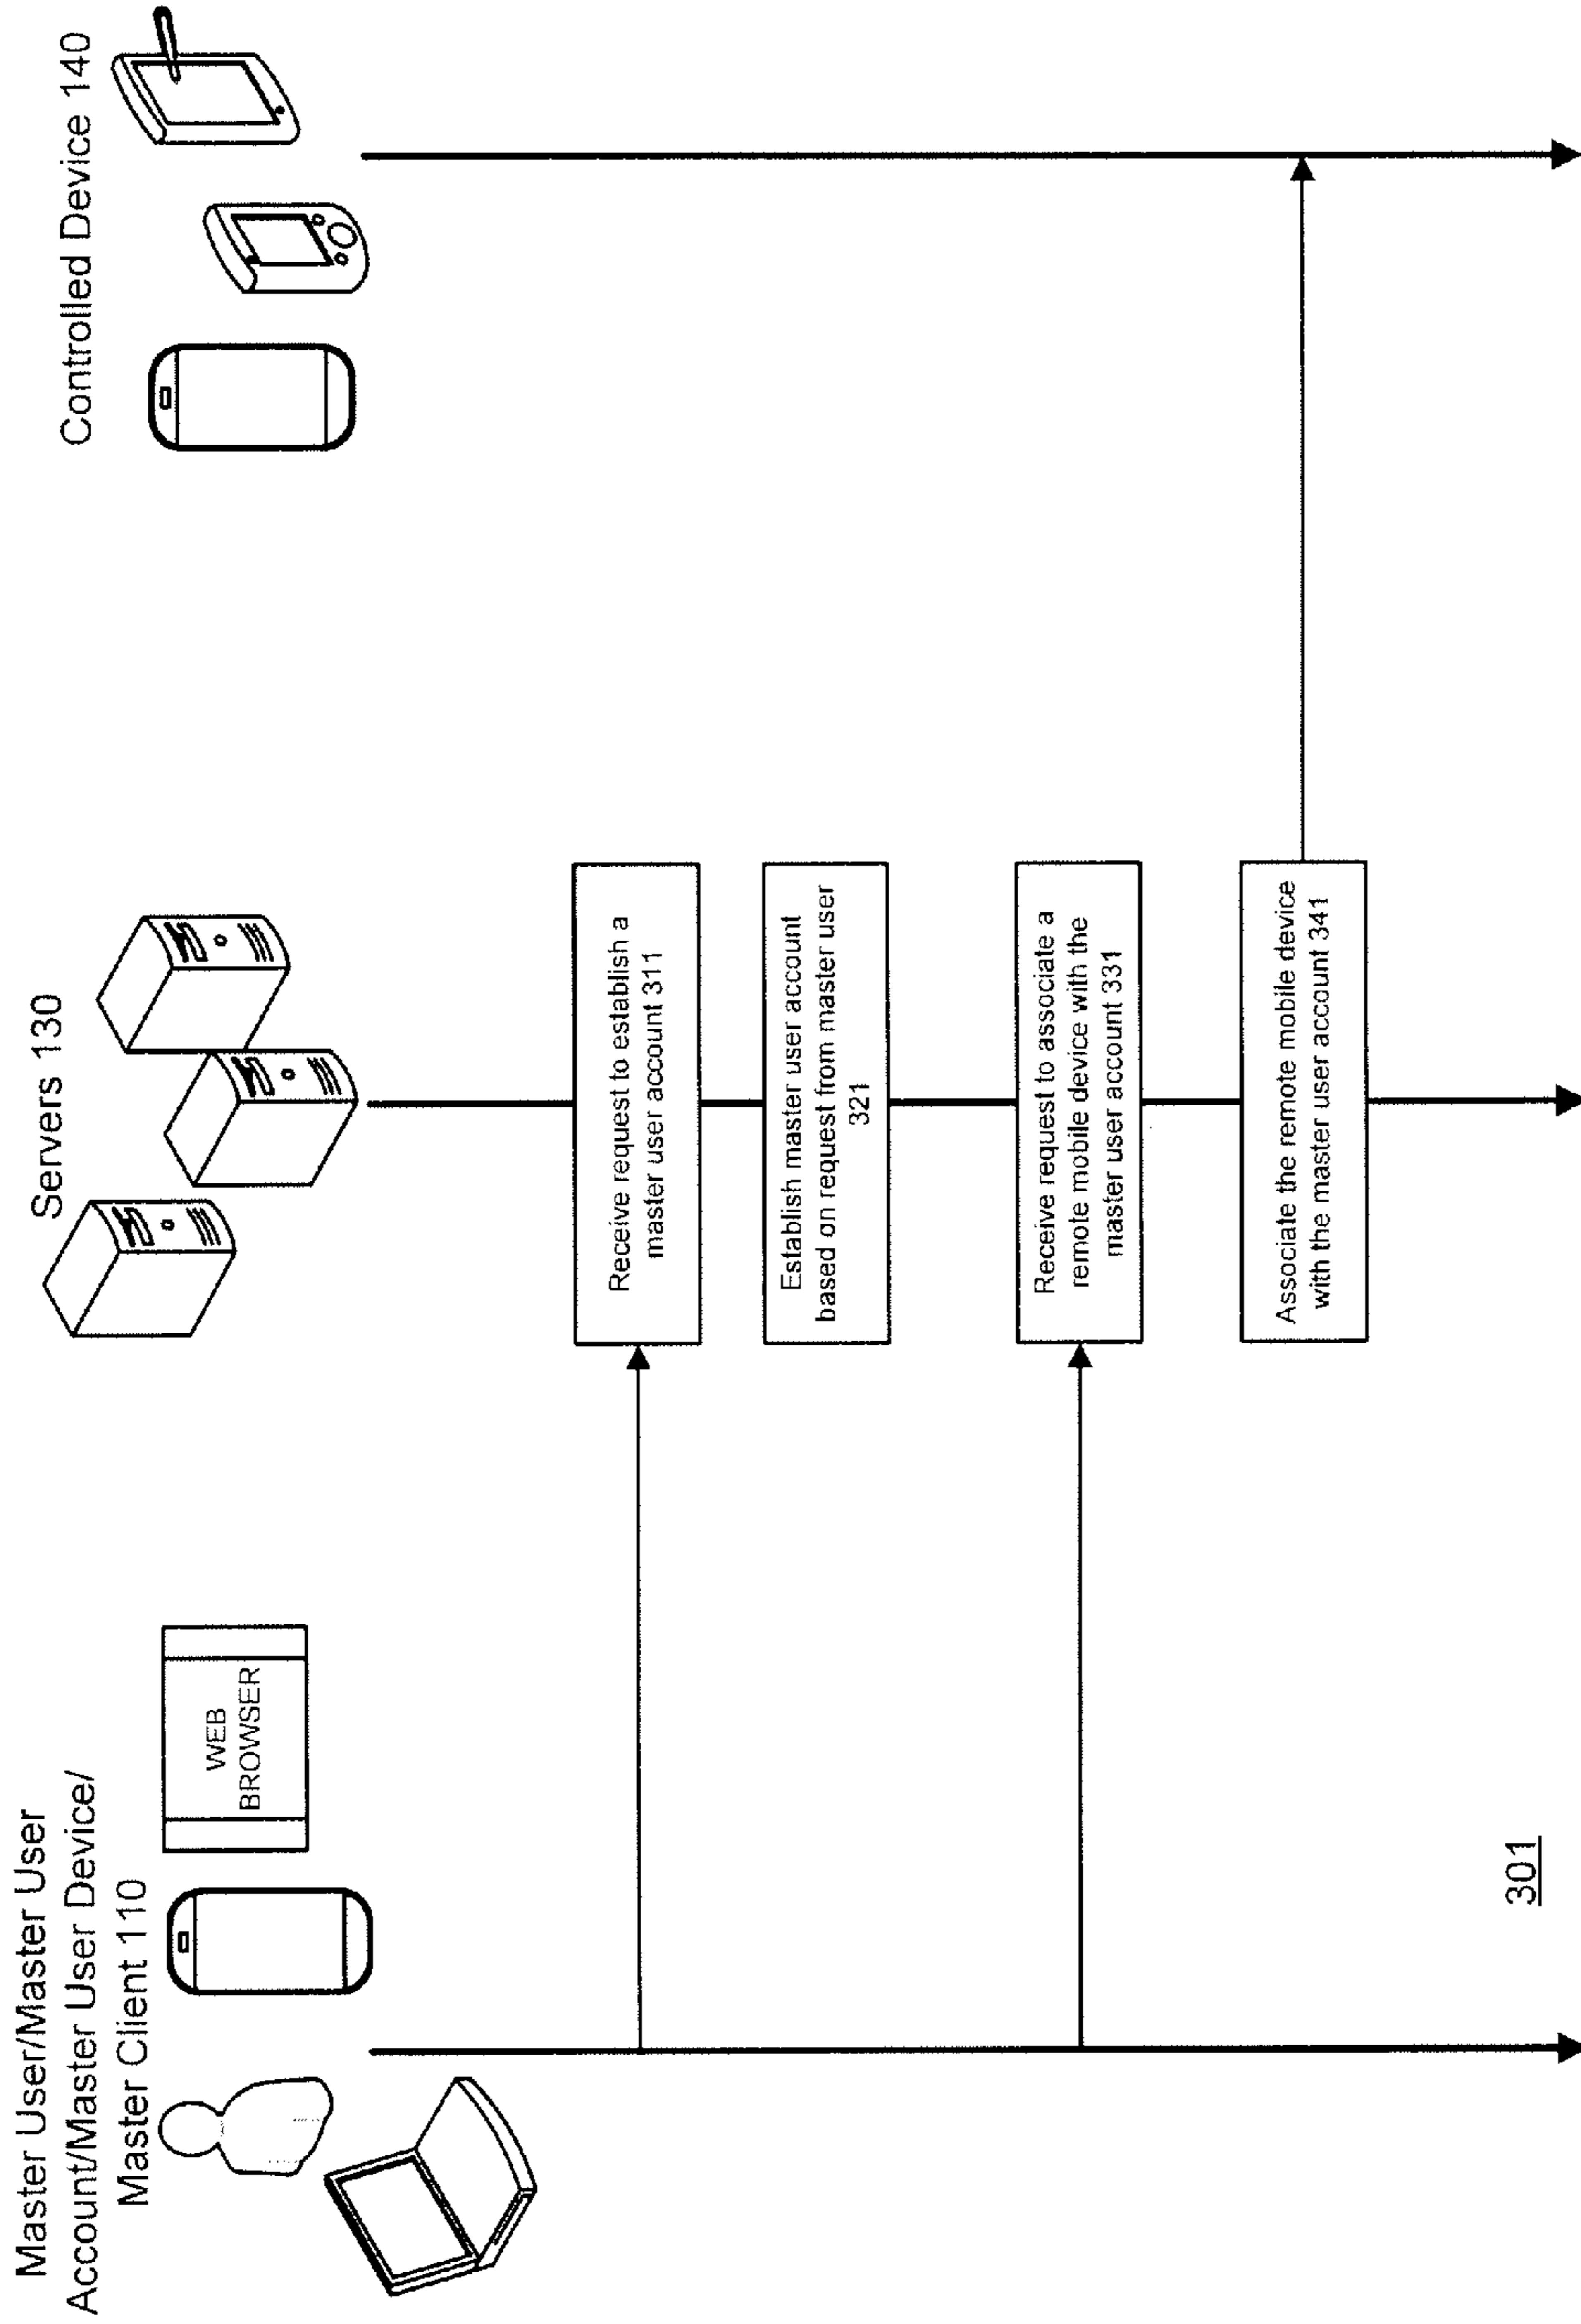 Master User/Master User
Account/Master User Device/
Master Client 110
WEB
BROWSER
Servers 130
Controlled Device 140
Receive request to establish a
master user account 311
Establish master user account
based on request from master user
321
Receive request to associate a
remote mobile device with the
master user account 331
Associate the remote mobile device
with the master user account 341
301